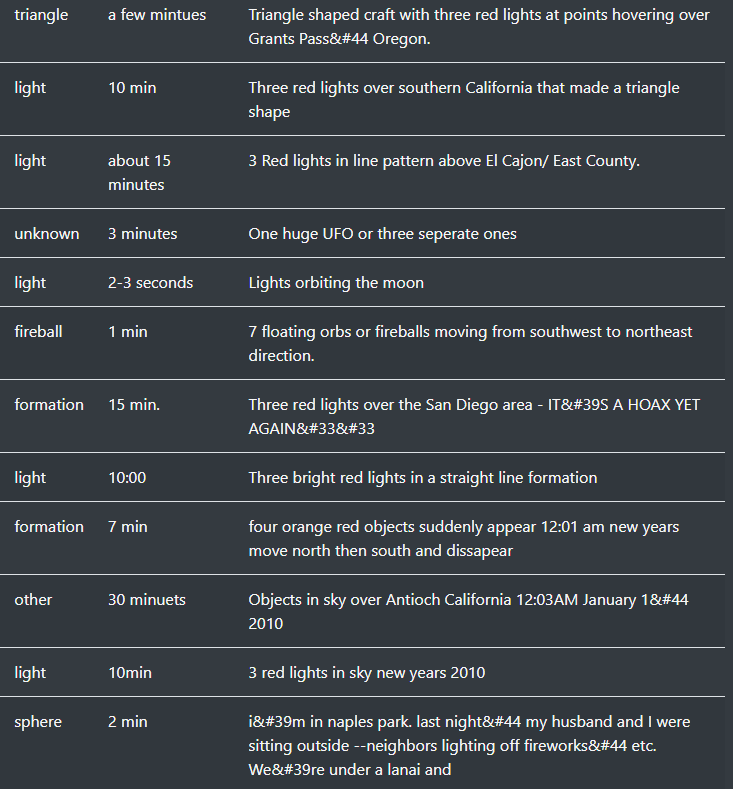 triangle a few mintues Triangle shaped craft with three red lights at points hovering over
Grants Pass&#44 Oregon.
light 10 min Three red lights over southern California that made a triangle
shape
light about 15 3 Red lights in line pattern above El Cajon/ East County.
minutes
unknown 3 minutes One huge UFO or three seperate ones
light 2-3 seconds Lights orbiting the moon
fireball 1 min 7 floating orbs or fireballs moving from southwest to northeast
direction.
formation 15 min. Three red lights over the San Diego area - IT&#39S A HOAX YET
AGAIN&#33&#33
light 10:00 Three bright red lights in a straight line formation
formation 7 min four orange red objects suddenly appear 12:01 am new years
move north then south and dissapear
other 30 minuets Objects in sky over Antioch California 12:03AM January 1&#44
2010
light 10min 3 red lights in sky new years 2010
sphere 2 min i&#39m in naples park. last night&#44 my husband and I were
sitting outside --neighbors lighting off fireworks&#44 etc.
We&#39re under a lanai and